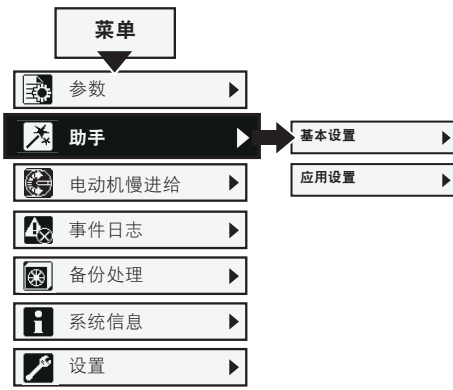 菜单
参数
助手
基本设置
应用设置
电动机慢进给
事件日志
备份处理
系统信息
设置